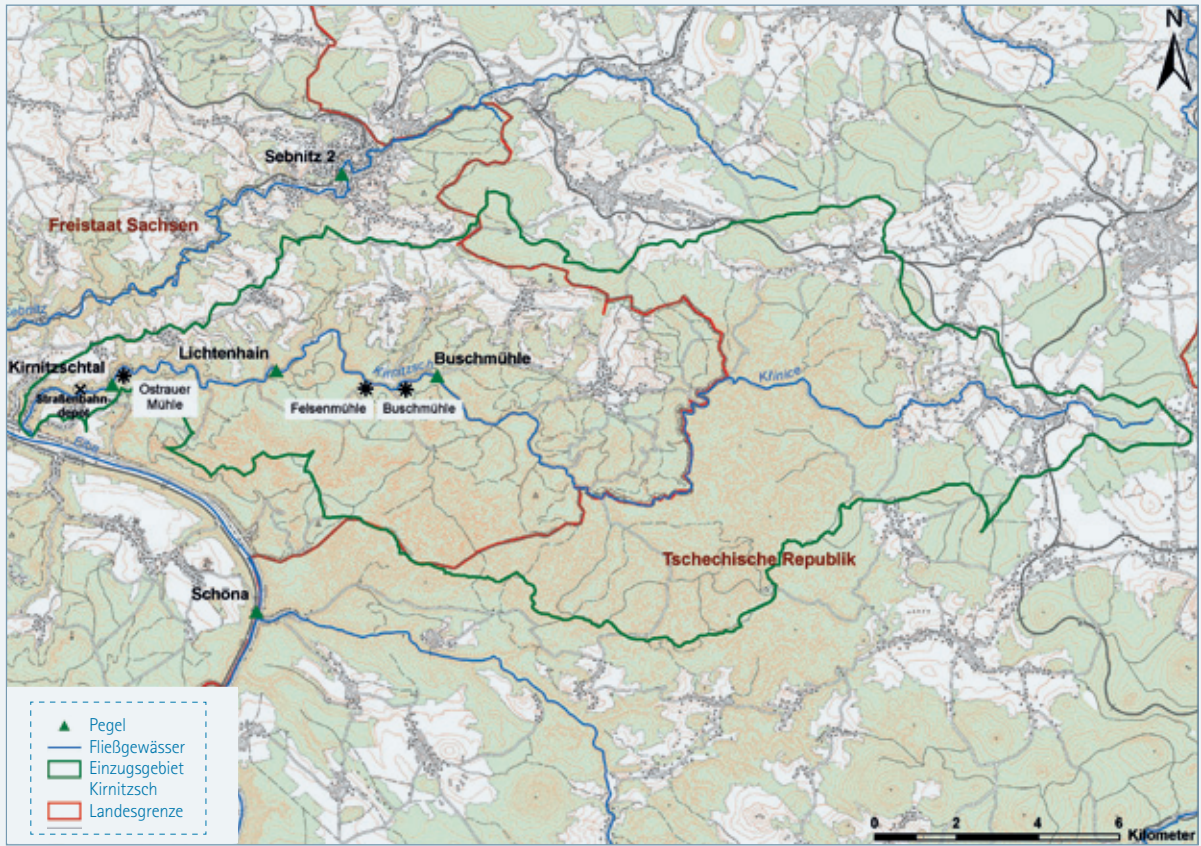 N
Sebnitz 2
Freistaat Sachsen
Sebnitz
Kirnitzschtal
Lichtenhain
Kirnitzsch
Buschmühle
Křinice
Straßenbahn-
depot
Ostrauer
Mühle
Felsenmühle
Buschmühle
Elbe
Tschechische Republik
Schöna
Pegel
Fließgewässer
Einzugsgebiet
Kirnitzsch
Landesgrenze
0 2 4 6
Kilometer